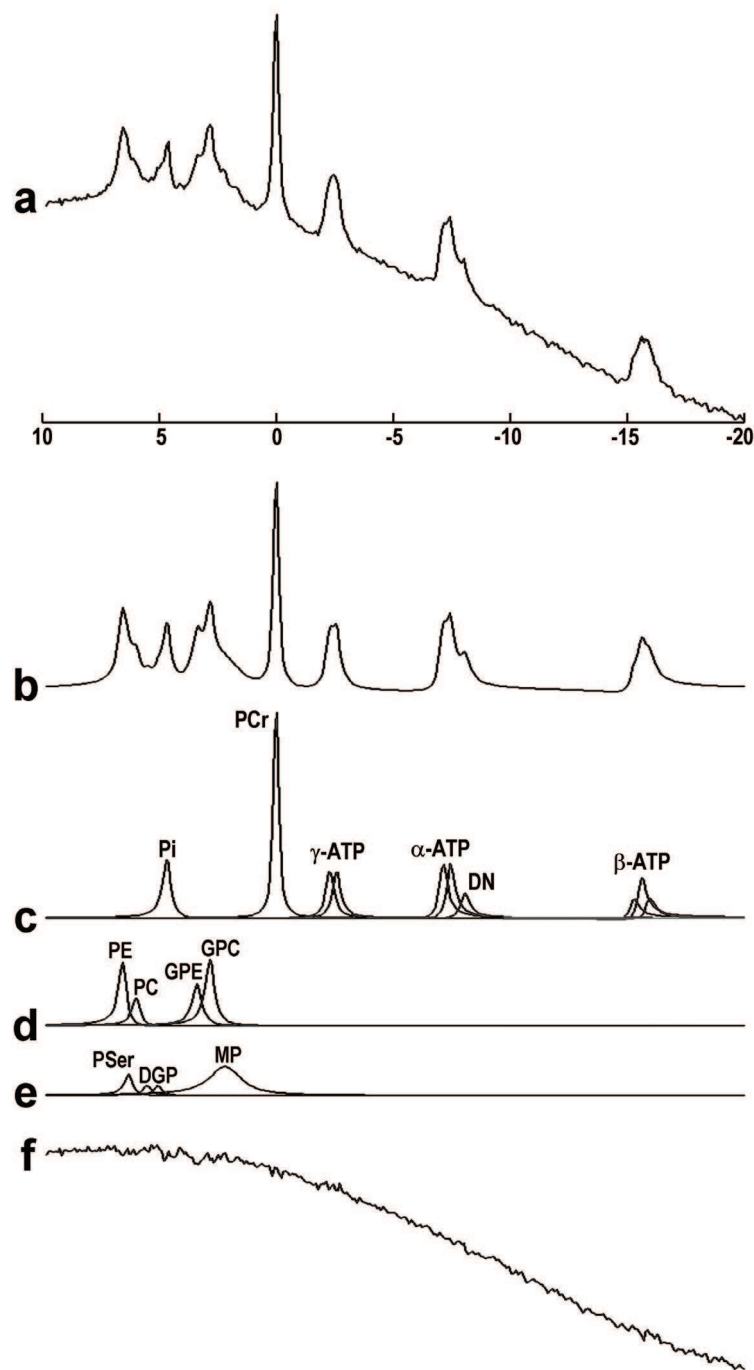 a
10 5 0 -5 -10 -15 -20
b
PCr
Pi γ-ATP α-ATP β-ATP
DN
c
PE GPC
PC GPE
d
PSer DGP MP
e
f